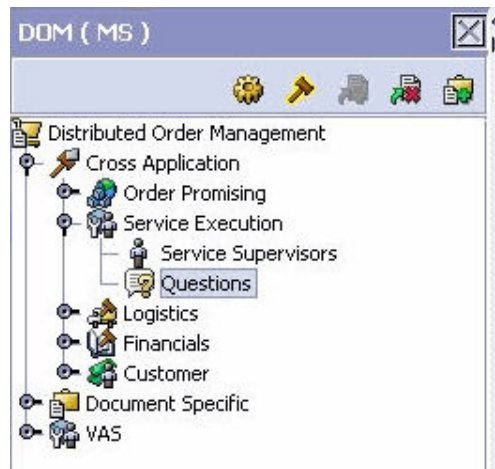 DOM ( MS )
Distributed Order Management
Cross Application
Order Promising
Service Execution
Service Supervisors
Questions
Logistics
Financials
Customer
Document Specific
VAS